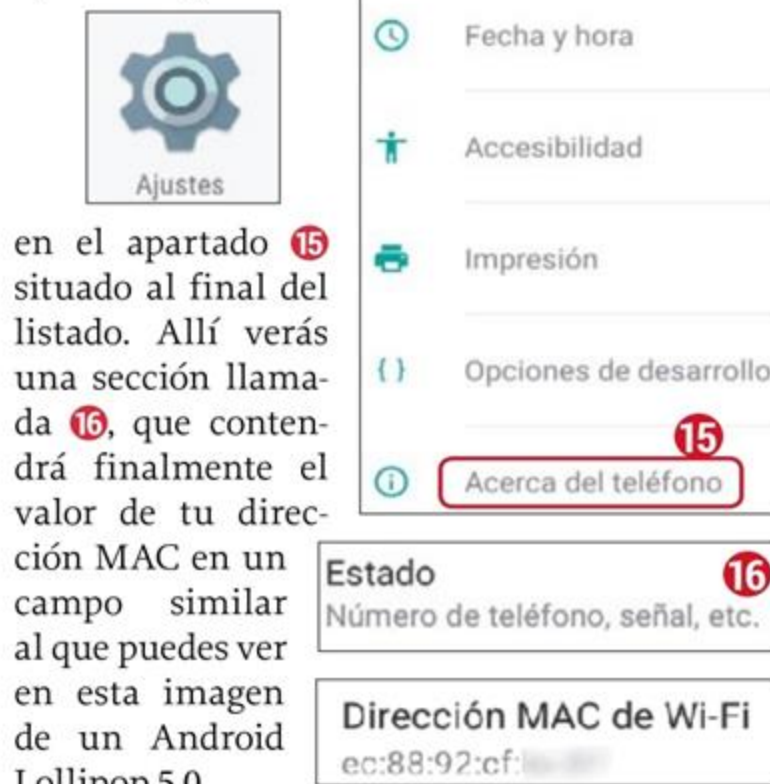 Ajustes
en el apartado 15
situado al final del
listado. Allí verás
una sección llama-
da 16, que conten-
drá finalmente el
valor de tu direc-
ción MAC en un
campo similar
al que puedes ver
en esta imagen
de un Android
Lollipop 5.0
Fecha y hora
Accesibilidad
Impresión
{ } Opciones de desarrollo
15
Acerca del teléfono
Estado 16
Número de teléfono, señal, etc.
Dirección MAC de Wi-Fi
ec:88:92:cf: